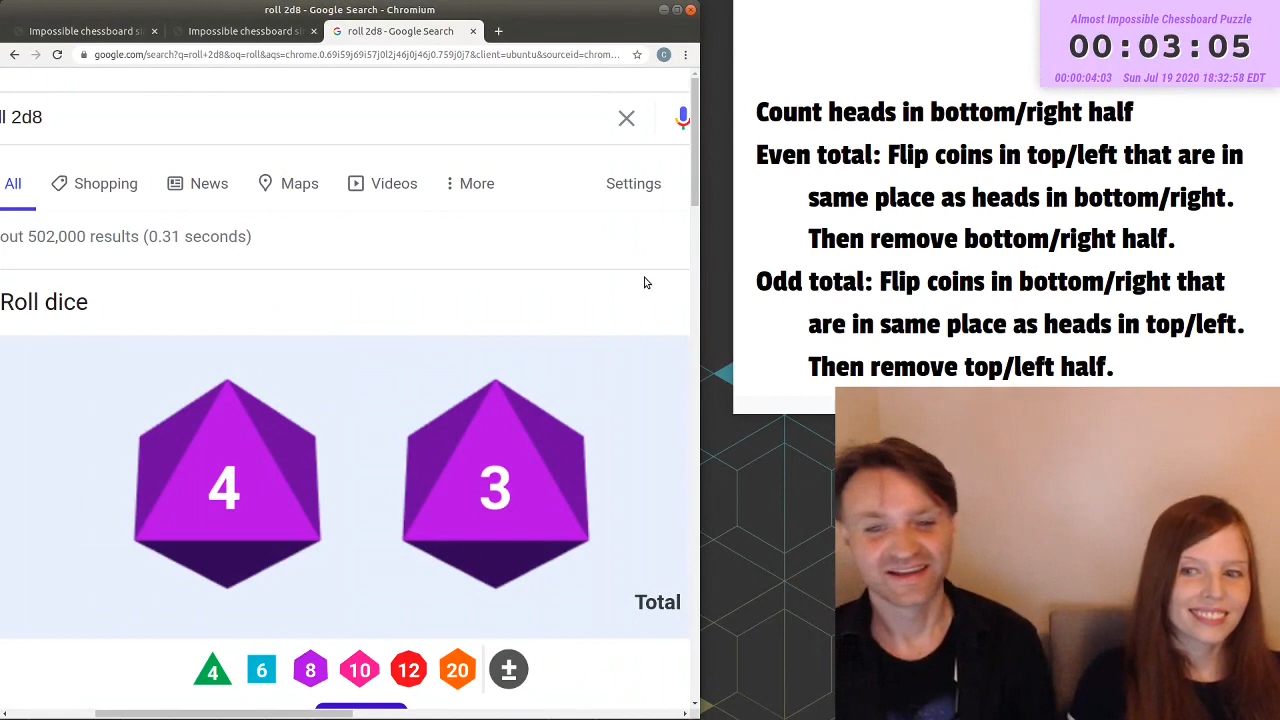 roll 2d8 - Google Search - Chromium
Impossible chessboard si
Impossible chessboard si
roll 2d8 - Google Search
google.com/search?q=roll+2d8&oq=roll&aqs=chrome.0.69i59j69i57j0l2j46j0j46j0.759j0j7&client=ubuntu&sourceid=chrom...
C
ll 2d8
All Shopping News Maps Videos More Settings
out 502,000 results (0.31 seconds)
Roll dice
4 3
Total
4 6 8 10 12 20 ±
Almost Impossible Chessboard Puzzle
00:03:05
00:00:04:03 Sun Jul 19 2020 18:32:58 EDT
Count heads in bottom/right half
Even total: Flip coins in top/left that are in
same place as heads in bottom/right.
Then remove bottom/right half.
Odd total: Flip coins in bottom/right that
are in same place as heads in top/left.
Then remove top/left half.